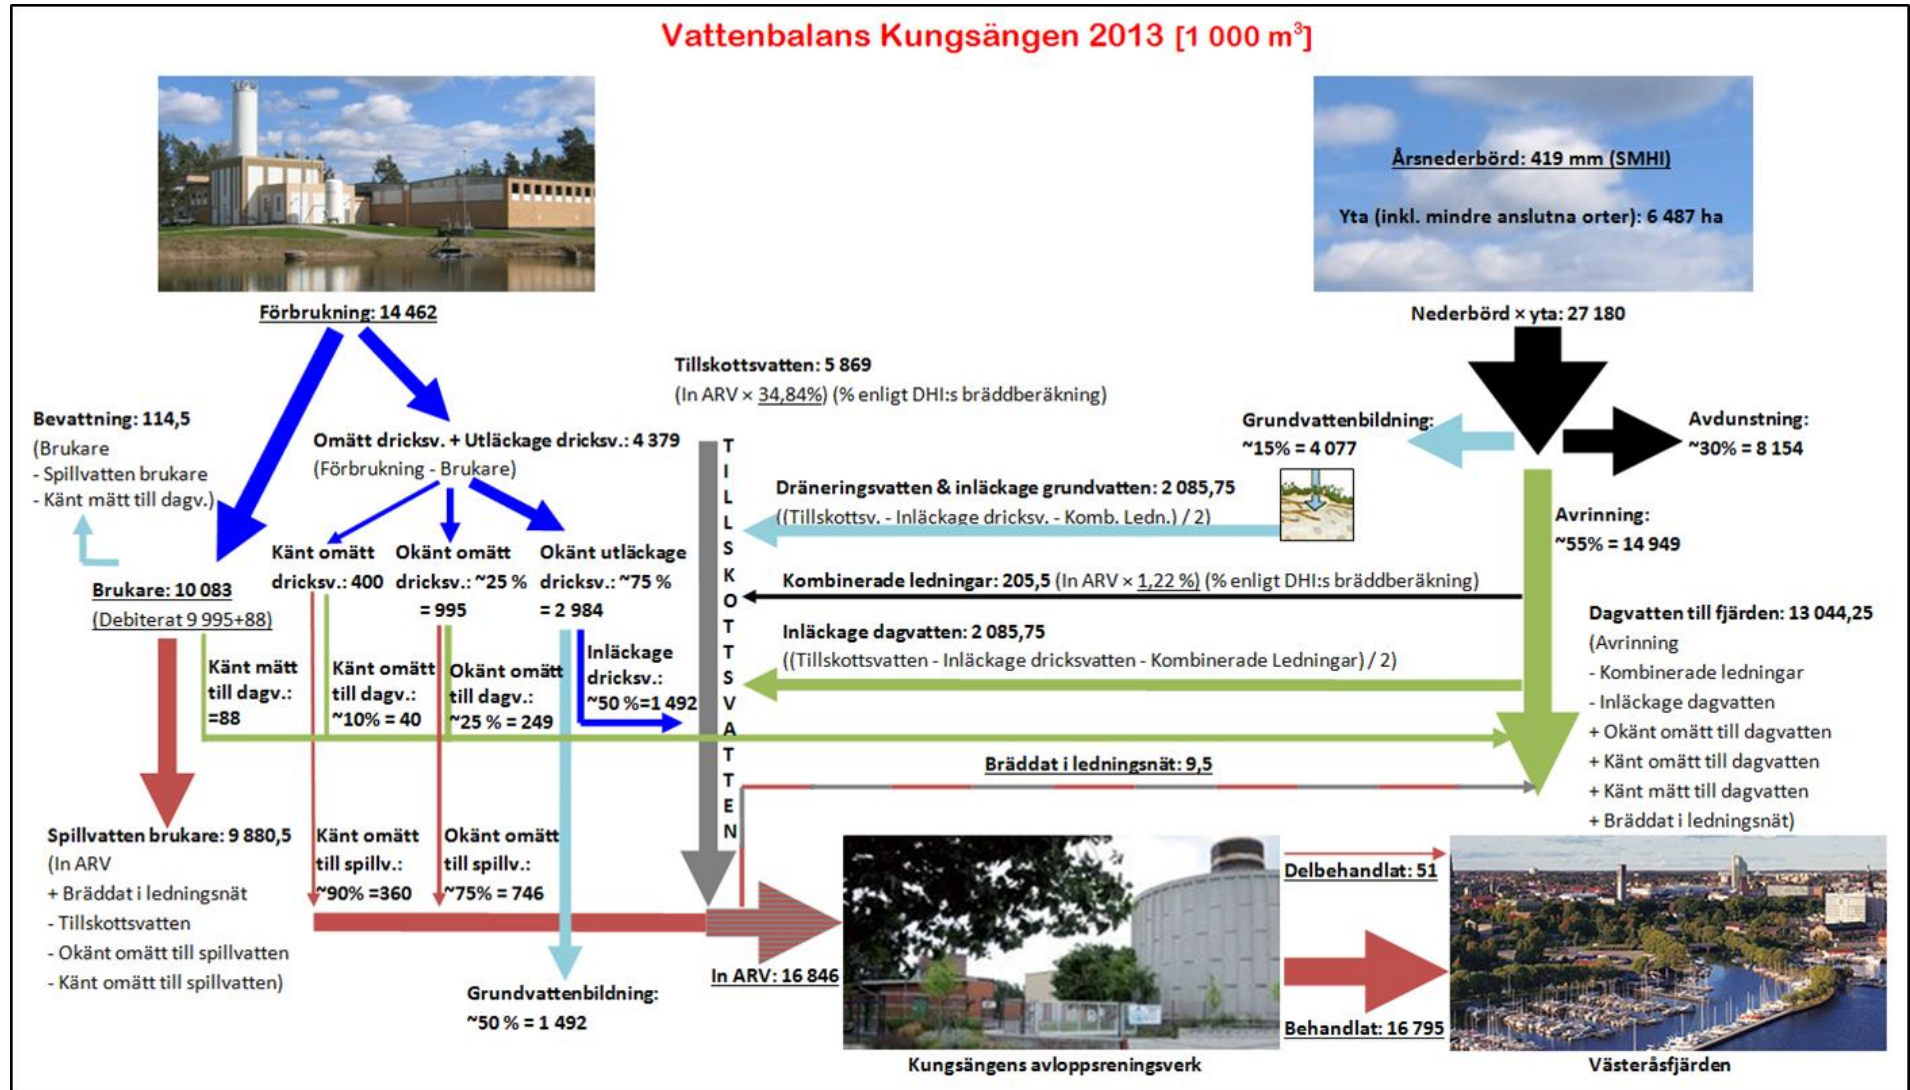 Vattenbalans Kungsängen 2013 [1 000 m³]
Årsnederbörd: 419 mm (SMHI)
Yta (inkl. mindre anslutna orter): 6 487 ha
Förbrukning: 14 462
Nederbörd × yta: 27 180
Tillskottsvatten: 5 869
(In ARV × 34,84%) (% enligt DHI:s bräddberäkning)
Bevattning: 114,5
(Brukare
- Spillvatten brukare
- Känt mätt till dagv.)
Omätt dricksv. + Utläckage dricksv.: 4 379
(Förbrukning - Brukare)
Grundvattenbildning:
~15% = 4 077
Avdunstning:
~30% = 8 154
TILLSKOTTSVATTEN
Dräneringsvatten & inläckage grundvatten: 2 085,75
((Tillskottsv. - Inläckage dricksv. - Komb. Ledn.) / 2)
Avrinning:
~55% = 14 949
Känt omätt
dricksv.: 400
Okänt omätt
dricksv.: ~25 %
= 995
Okänt utläckage
dricksv.: ~75 %
= 2 984
Brukare: 10 083
(Debiterat 9 995+88)
Kombinerade ledningar: 205,5 (In ARV × 1,22 %) (% enligt DHI:s bräddberäkning)
Inläckage dagvatten: 2 085,75
((Tillskottsvatten - Inläckage dricksvatten - Kombinerade Ledningar) / 2)
Dagvatten till fjärden: 13 044,25
(Avrinning
- Kombinerade ledningar
- Inläckage dagvatten
+ Okänt omätt till dagvatten
+ Känt omätt till dagvatten
+ Känt mätt till dagvatten
+ Bräddat i ledningsnät)
Känt mätt
till dagv.:
=88
Känt omätt
till dagv.:
~10% = 40
Okänt omätt
till dagv.:
~25 % = 249
Inläckage
dricksv.:
~50 %=1 492
Bräddat i ledningsnät: 9,5
Spillvatten brukare: 9 880,5
(In ARV
+ Bräddat i ledningsnät
- Tillskottsvatten
- Okänt omätt till spillvatten
- Känt omätt till spillvatten)
Känt omätt
till spillv.:
~90% =360
Okänt omätt
till spillv.:
~75% = 746
Grundvattenbildning:
~50 % = 1 492
In ARV: 16 846
Delbehandlat: 51
Behandlat: 16 795
Kungsängens avloppsreningsverk
Västeråsfjärden